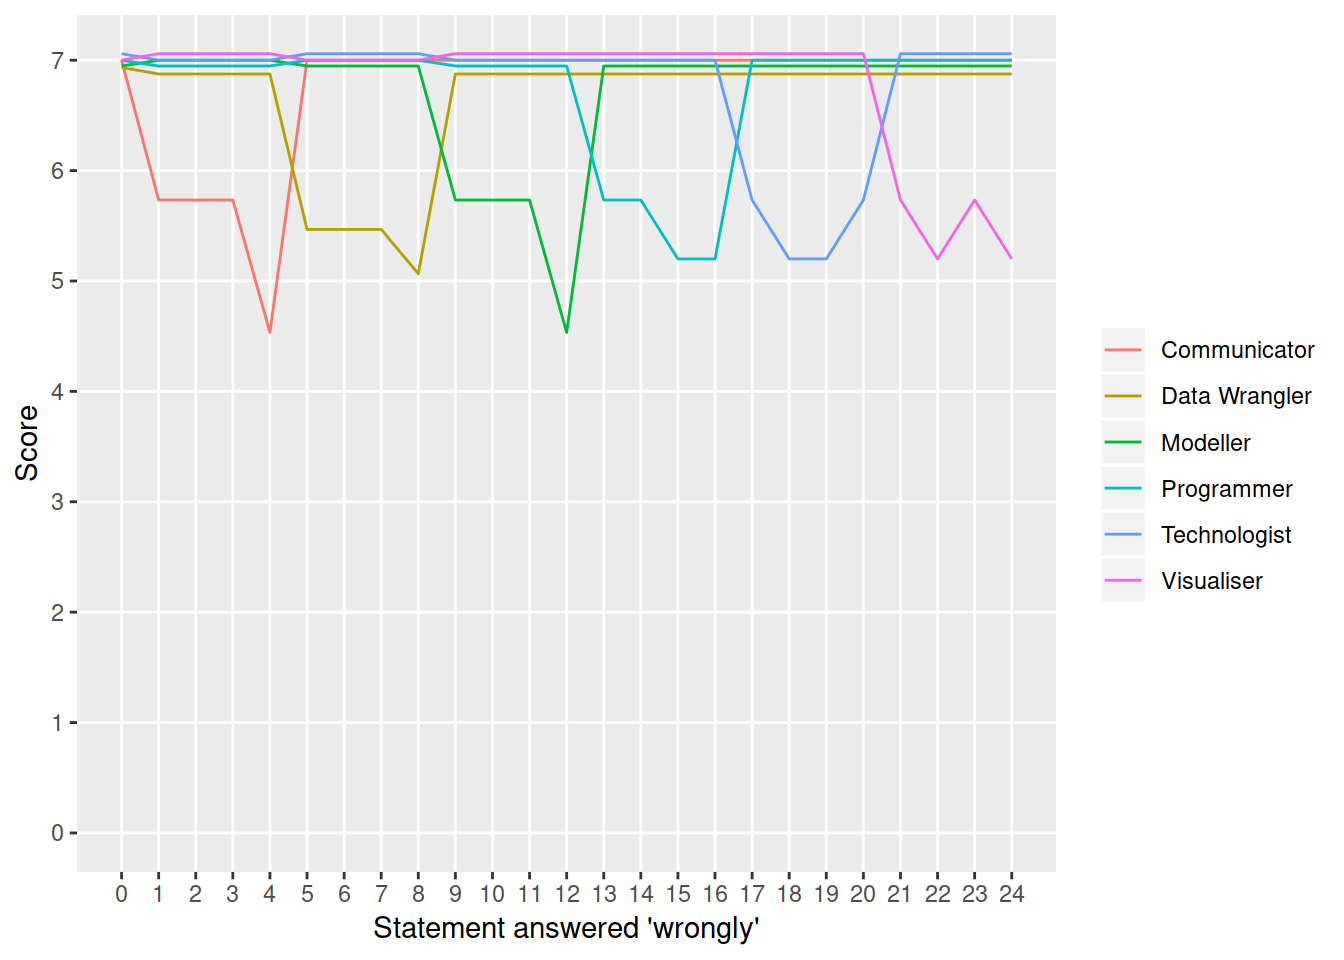 7
6
5
4
3
2
1
0
Score
0 1 2 3 4 5 6 7 8 9 10 11 12 13 14 15 16 17 18 19 20 21 22 23 24
Statement answered 'wrongly'
Communicator
Data Wrangler
Modeller
Programmer
Technologist
Visualiser